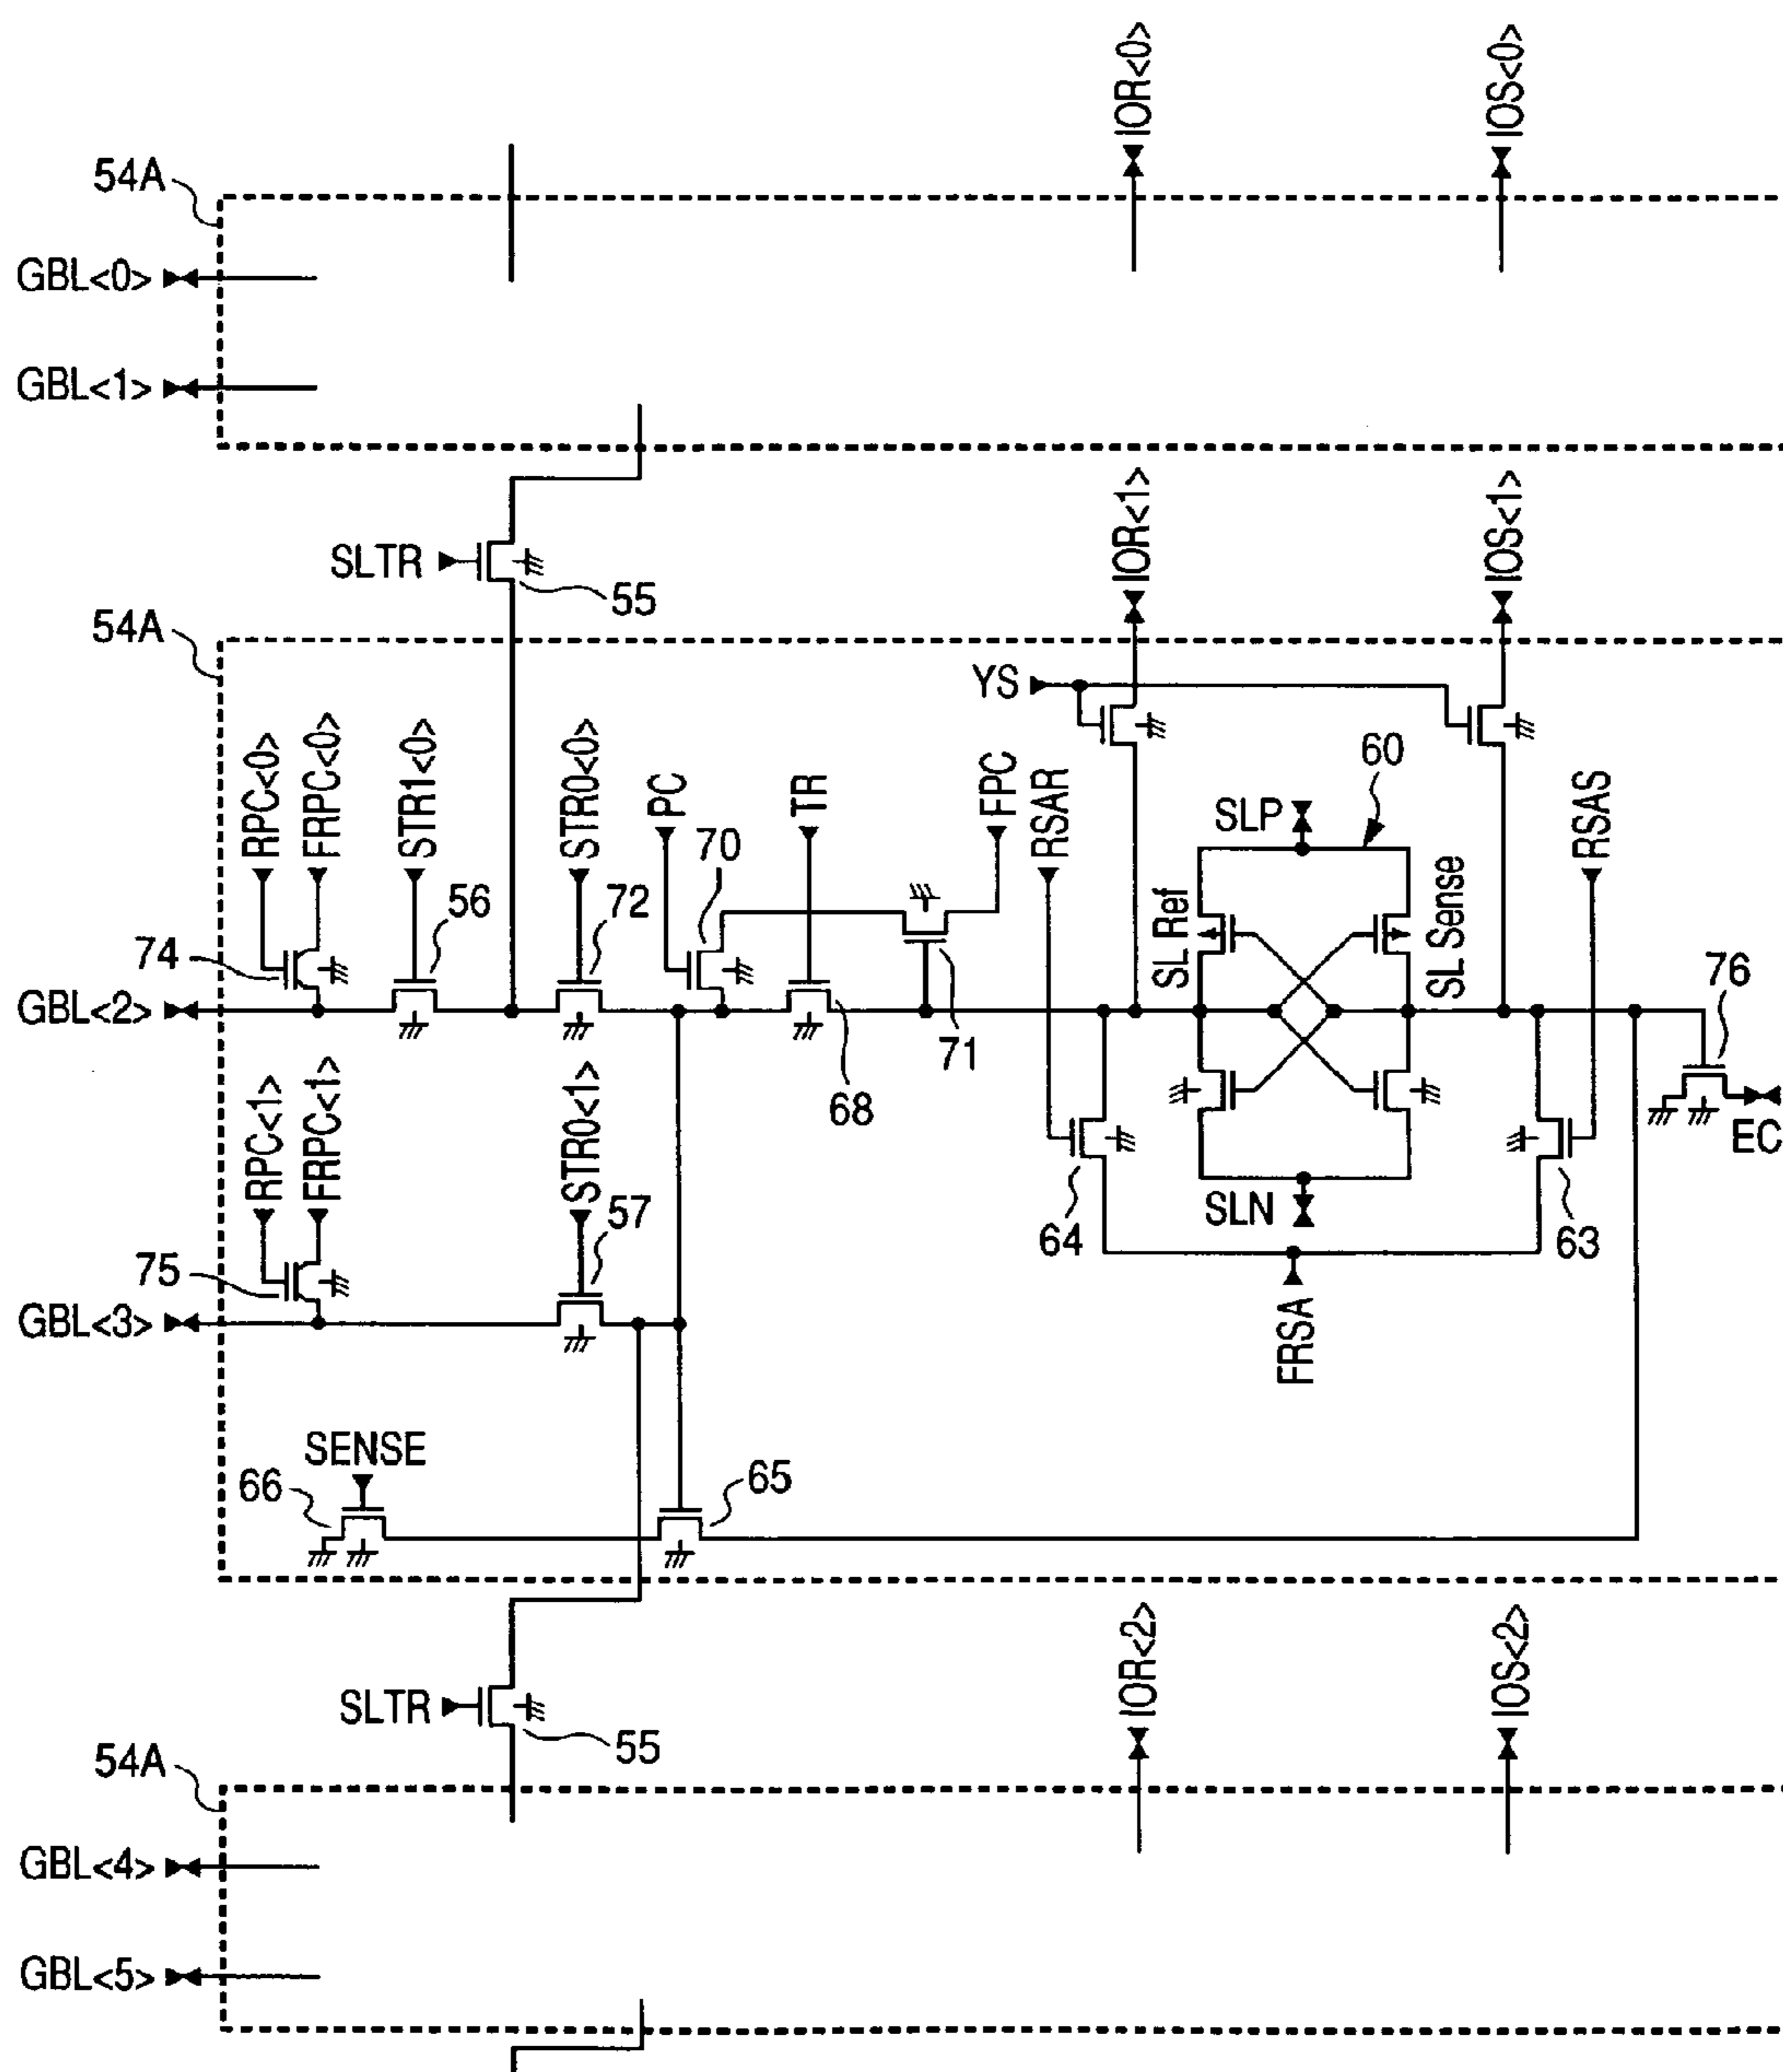 IOR<0>
IOS<0>
54A
GBL<0>
GBL<1>
SLTR
55
IOR<1>
IOS<1>
54A
YS
RPC<0>
FRPC<0>
STR1<0>
STR0<0>
PC
TR
FPC
RSAR
SLP
60
RSAS
56
72
70
SL Ref
SL Sense
74
GBL<2>
76
71
68
RPC<1>
FRPC<1>
STR0<1>
57
EC
SLN
64
63
75
GBL<3>
FRSA
SENSE
66
65
IOR<2>
IOS<2>
SLTR
55
54A
GBL<4>
GBL<5>